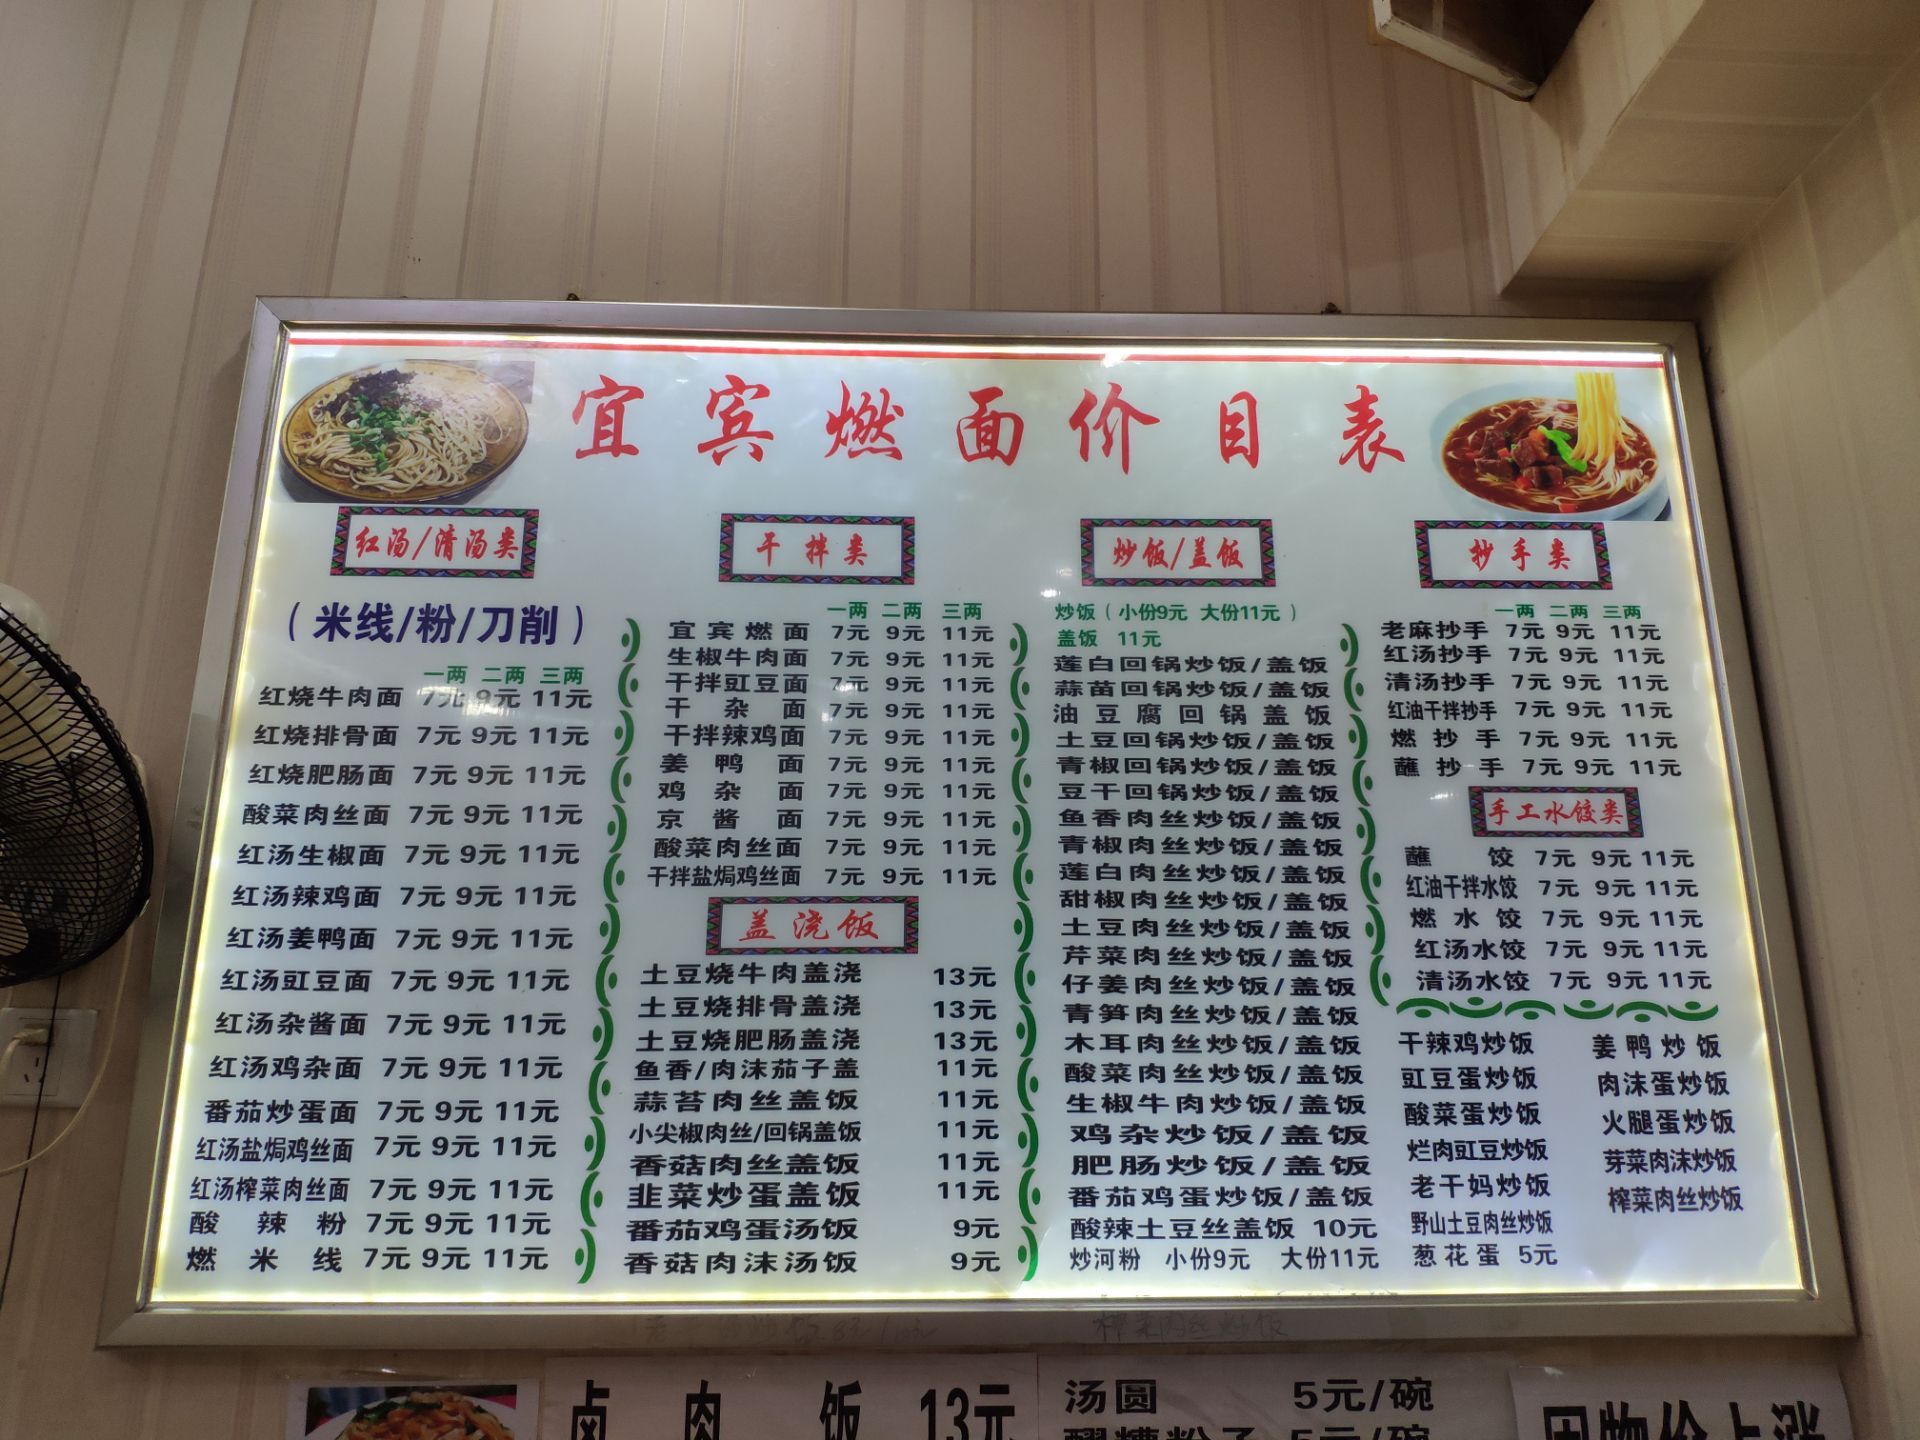 宜宾燃面价目表
红汤/清汤类
（米线/粉/刀削）
一两 二两 三两
红烧牛肉面 7元 9元 11元
红烧排骨面 7元 9元 11元
红烧肥肠面 7元 9元 11元
酸菜肉丝面 7元 9元 11元
红汤生椒面 7元 9元 11元
红汤辣鸡面 7元 9元 11元
红汤姜鸭面 7元 9元 11元
红汤豇豆面 7元 9元 11元
红汤杂酱面 7元 9元 11元
红汤鸡杂面 7元 9元 11元
番茄炒蛋面 7元 9元 11元
红汤盐焗鸡丝面 7元 9元 11元
红汤榨菜肉丝面 7元 9元 11元
酸辣粉 7元 9元 11元
燃米线 7元 9元 11元
干拌类
一两 二两 三两
宜宾燃面 7元 9元 11元
生椒牛肉面 7元 9元 11元
干拌豇豆面 7元 9元 11元
干杂面 7元 9元 11元
干拌辣鸡面 7元 9元 11元
姜鸭面 7元 9元 11元
鸡杂面 7元 9元 11元
京酱面 7元 9元 11元
酸菜肉丝面 7元 9元 11元
干拌盐焗鸡丝面 7元 9元 11元
盖浇饭
土豆烧牛肉盖浇 13元
土豆烧排骨盖浇 13元
土豆烧肥肠盖浇 13元
鱼香/肉沫茄子盖 11元
蒜苔肉丝盖饭 11元
小尖椒肉丝/回锅盖饭 11元
香菇肉丝盖饭 11元
韭菜炒蛋盖饭 11元
番茄鸡蛋汤饭 9元
香菇肉沫汤饭 9元
炒饭/盖饭
炒饭（小份9元 大份11元）
盖饭 11元
莲白回锅炒饭/盖饭
蒜苗回锅炒饭/盖饭
油豆腐回锅盖饭
土豆回锅炒饭/盖饭
青椒回锅炒饭/盖饭
豆干回锅炒饭/盖饭
鱼香肉丝炒饭/盖饭
青椒肉丝炒饭/盖饭
莲白肉丝炒饭/盖饭
甜椒肉丝炒饭/盖饭
土豆肉丝炒饭/盖饭
芹菜肉丝炒饭/盖饭
仔姜肉丝炒饭/盖饭
青笋肉丝炒饭/盖饭
木耳肉丝炒饭/盖饭
酸菜肉丝炒饭/盖饭
生椒牛肉炒饭/盖饭
鸡杂炒饭/盖饭
肥肠炒饭/盖饭
番茄鸡蛋炒饭/盖饭
酸辣土豆丝盖饭 10元
炒河粉 小份9元 大份11元
抄手类
一两 二两 三两
老麻抄手 7元 9元 11元
红汤抄手 7元 9元 11元
清汤抄手 7元 9元 11元
红油干拌抄手 7元 9元 11元
燃抄手 7元 9元 11元
蘸抄手 7元 9元 11元
手工水饺类
蘸饺 7元 9元 11元
红油干拌水饺 7元 9元 11元
燃水饺 7元 9元 11元
红汤水饺 7元 9元 11元
清汤水饺 7元 9元 11元
干辣鸡炒饭 姜鸭炒饭
豇豆蛋炒饭 肉沫蛋炒饭
酸菜蛋炒饭 火腿蛋炒饭
烂肉豇豆炒饭 芽菜肉沫炒饭
老干妈炒饭 榨菜肉丝炒饭
野山土豆肉丝炒饭
葱花蛋 5元
榨菜肉丝炒饭
卤肉饭 13元
汤圆 5元/碗
醪糟粉子 5元/碗
因物价上涨